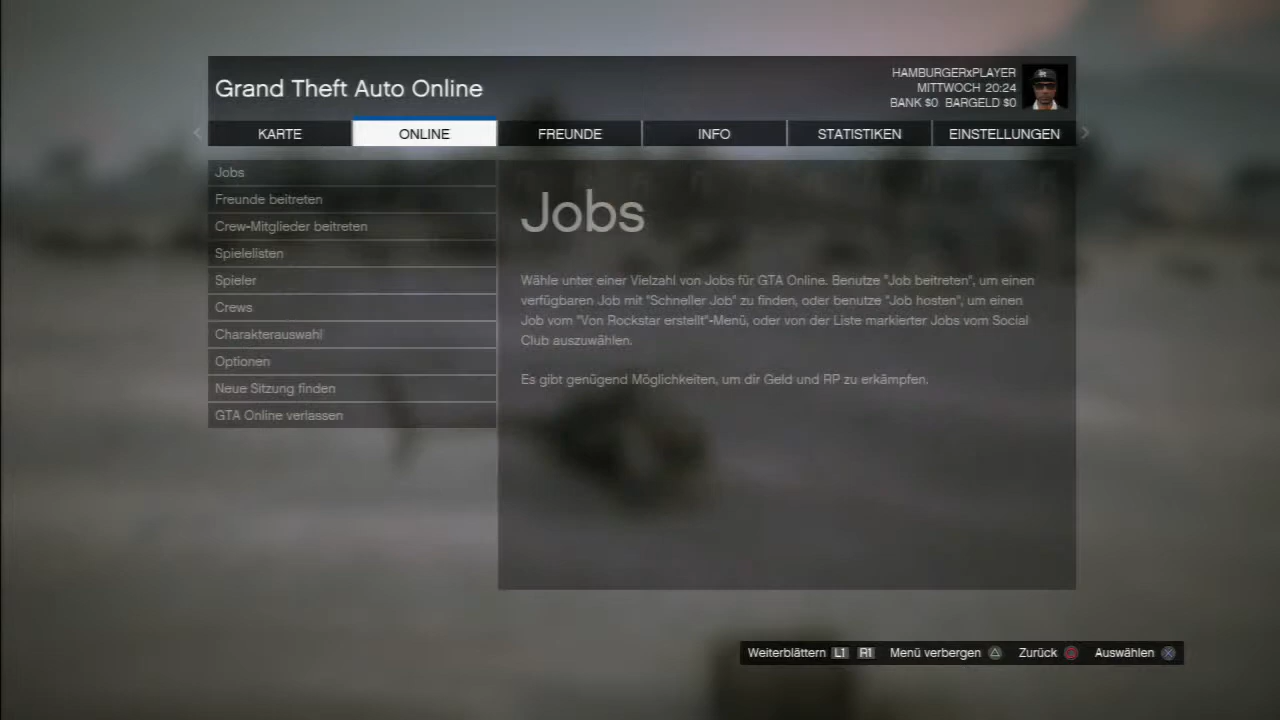 Grand Theft Auto Online
HAMBURGERxPLAYER
MITTWOCH 20:24
BANK $0 BARGELD $0
KARTE
ONLINE
FREUNDE
INFO
STATISTIKEN
EINSTELLUNGEN
Jobs
Freunde beitreten
Crew-Mitglieder beitreten
Spielelisten
Spieler
Crews
Charakterauswahl
Optionen
Neue Sitzung finden
GTA Online verlassen
Jobs
Wähle unter einer Vielzahl von Jobs für GTA Online. Benutze "Job beitreten", um einen
verfügbaren Job mit "Schneller Job" zu finden, oder benutze "Job hosten", um einen
Job vom "Von Rockstar erstellt"-Menü, oder von der Liste markierter Jobs vom Social
Club auszuwählen.
Es gibt genügend Möglichkeiten, um dir Geld und RP zu erkämpfen.
Weiterblättern L1 R1 Menü verbergen Zurück Auswählen